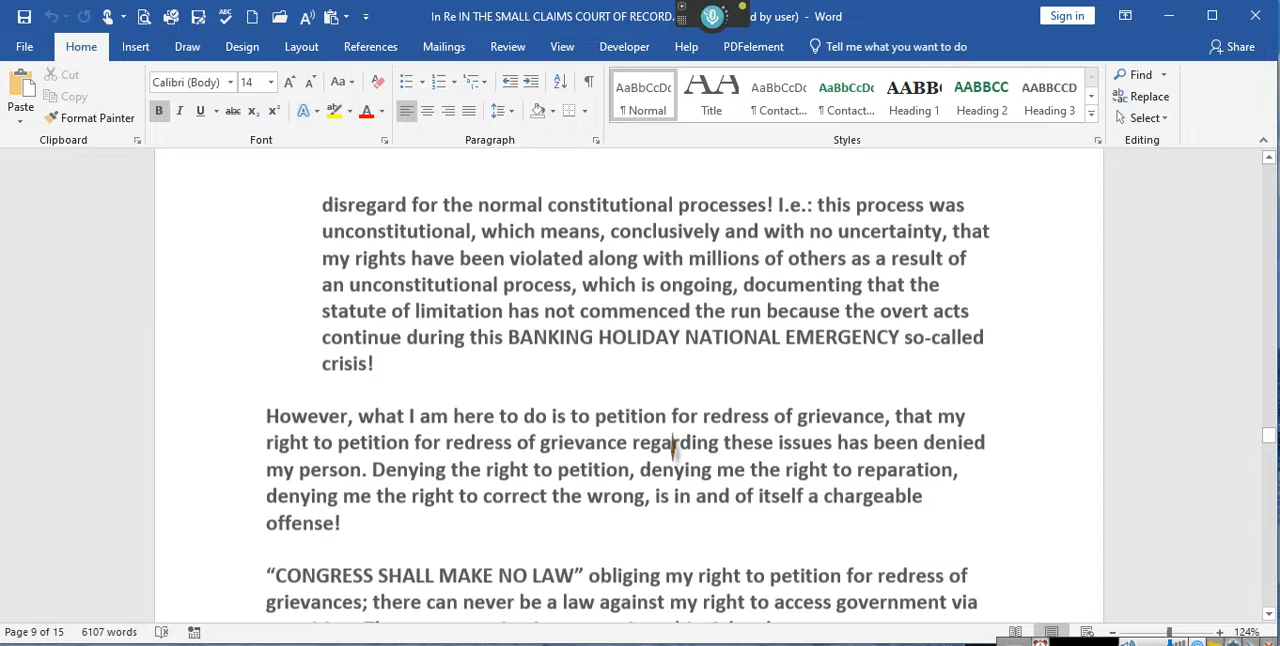 In Re IN THE SMALL CLAIMS COURT OF RECORD. d by user) - Word
Sign in
File Home Insert Draw Design Layout References Mailings Review View Developer Help PDFelement Tell me what you want to do Share
Paste
Cut
Copy
Format Painter
Clipboard
Calibri (Body) 14
Font
Paragraph
AaBbCcDc AA AaBbCcDc AaBbCcDc AABBC AABBCC AABBCCD
¶ Normal Title ¶ Contact... ¶ Contact... Heading 1 Heading 2 Heading 3
Styles
Find
Replace
Select
Editing
disregard for the normal constitutional processes! I.e.: this process was
unconstitutional, which means, conclusively and with no uncertainty, that
my rights have been violated along with millions of others as a result of
an unconstitutional process, which is ongoing, documenting that the
statute of limitation has not commenced the run because the overt acts
continue during this BANKING HOLIDAY NATIONAL EMERGENCY so-called
crisis!
However, what I am here to do is to petition for redress of grievance, that my
right to petition for redress of grievance regarding these issues has been denied
my person. Denying the right to petition, denying me the right to reparation,
denying me the right to correct the wrong, is in and of itself a chargeable
offense!
“CONGRESS SHALL MAKE NO LAW” obliging my right to petition for redress of
grievances; there can never be a law against my right to access government via
Page 9 of 15 6107 words 124%